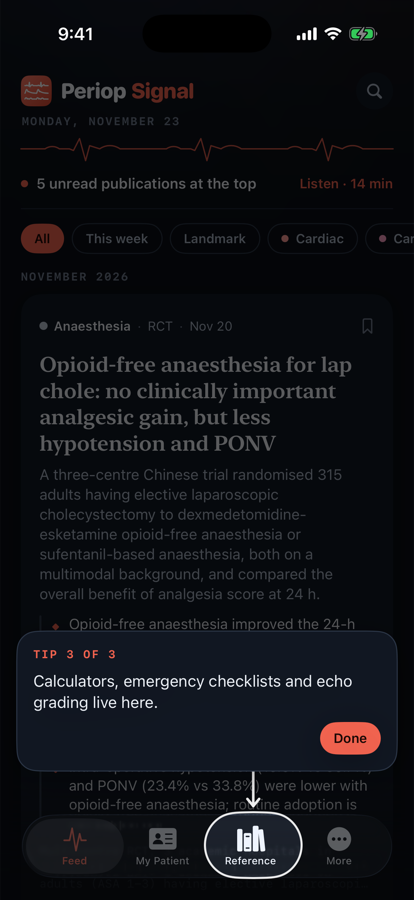 9:41
Periop Signal
MONDAY, NOVEMBER 23
5 unread publications at the top
Listen · 14 min
All
This week
Landmark
Cardiac
NOVEMBER 2026
Anaesthesia · RCT · Nov 20
Opioid-free anaesthesia for lap
chole: no clinically important
analgesic gain, but less
hypotension and PONV
A three-centre Chinese trial randomised 315
adults having elective laparoscopic
cholecystectomy to dexmedetomidine-
esketamine opioid-free anaesthesia or
sufentanil-based anaesthesia, both on a
multimodal background, and compared the
overall benefit of analgesia score at 24 h.
Opioid-free anaesthesia improved the 24-h
TIP 3 OF 3
Calculators, emergency checklists and echo
grading live here.
Done
and PONV (23.4% vs 33.8%) were lower with
opioid-free anaesthesia; routine adoption is
Feed
My Patient
Reference
More